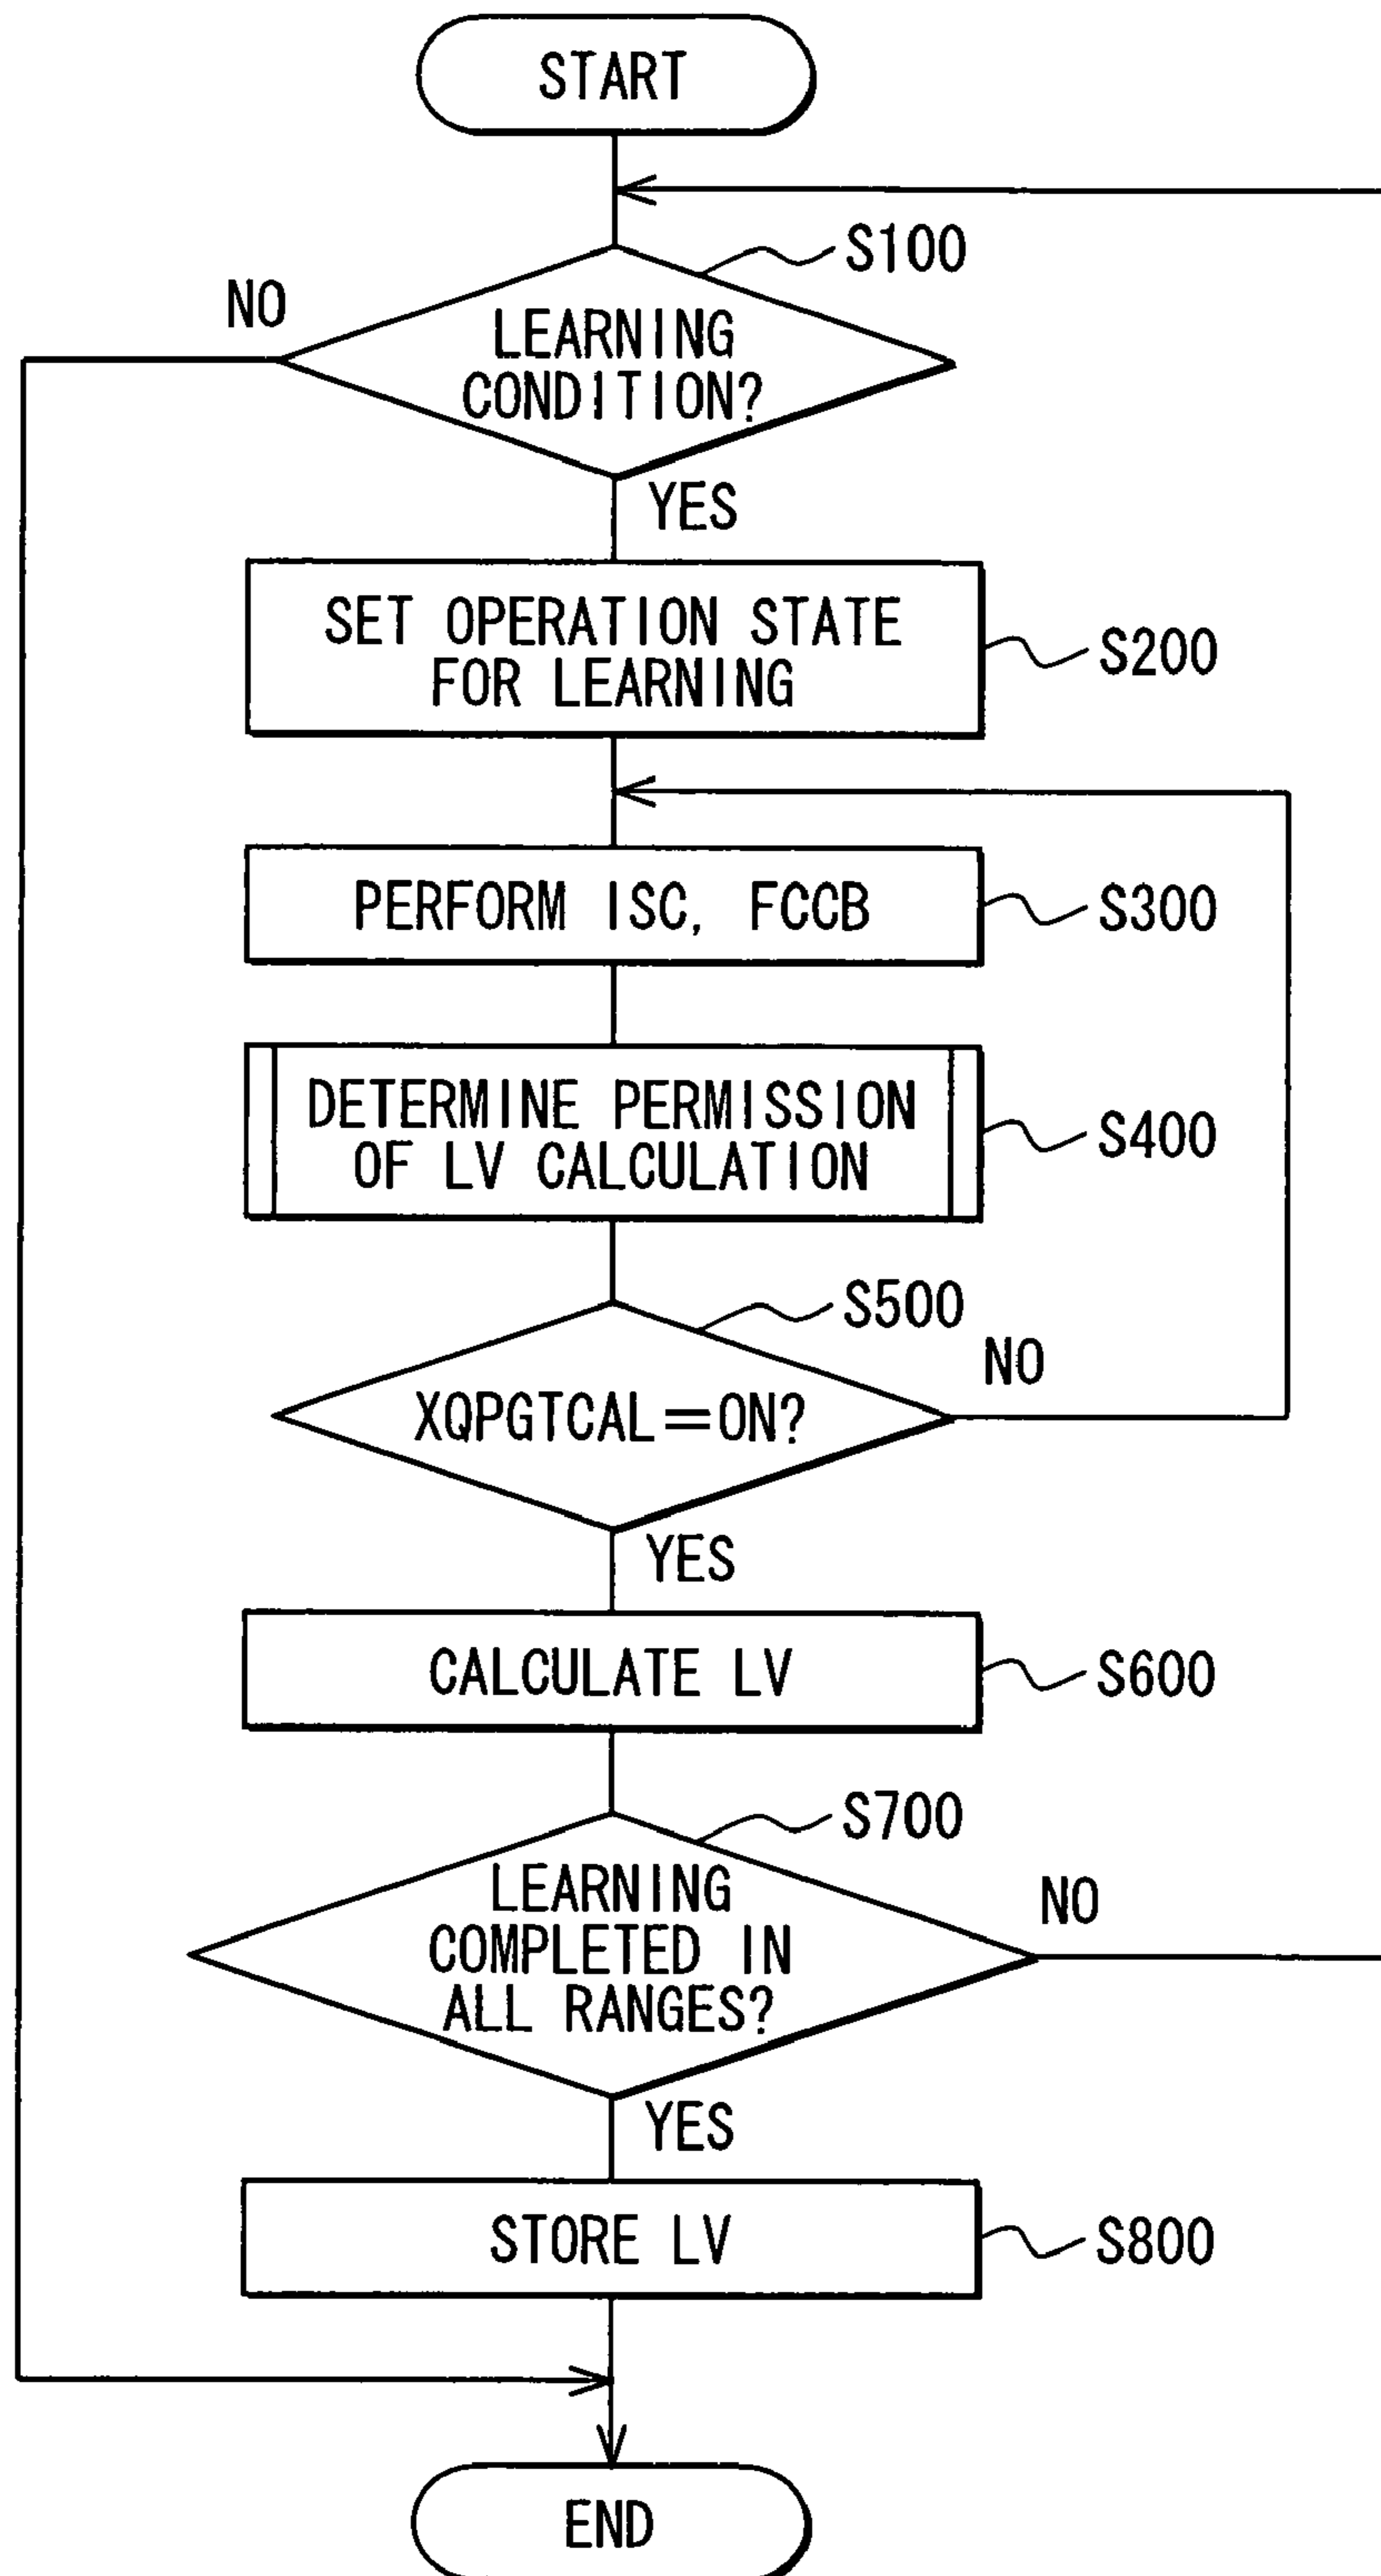 START
S100
NO
LEARNING
CONDITION?
YES
SET OPERATION STATE
FOR LEARNING
S200
PERFORM ISC, FCCB
S300
DETERMINE PERMISSION
OF LV CALCULATION
S400
S500
NO
XQPGTCAL=ON?
YES
CALCULATE LV
S600
S700
NO
LEARNING
COMPLETED IN
ALL RANGES?
YES
STORE LV
S800
END